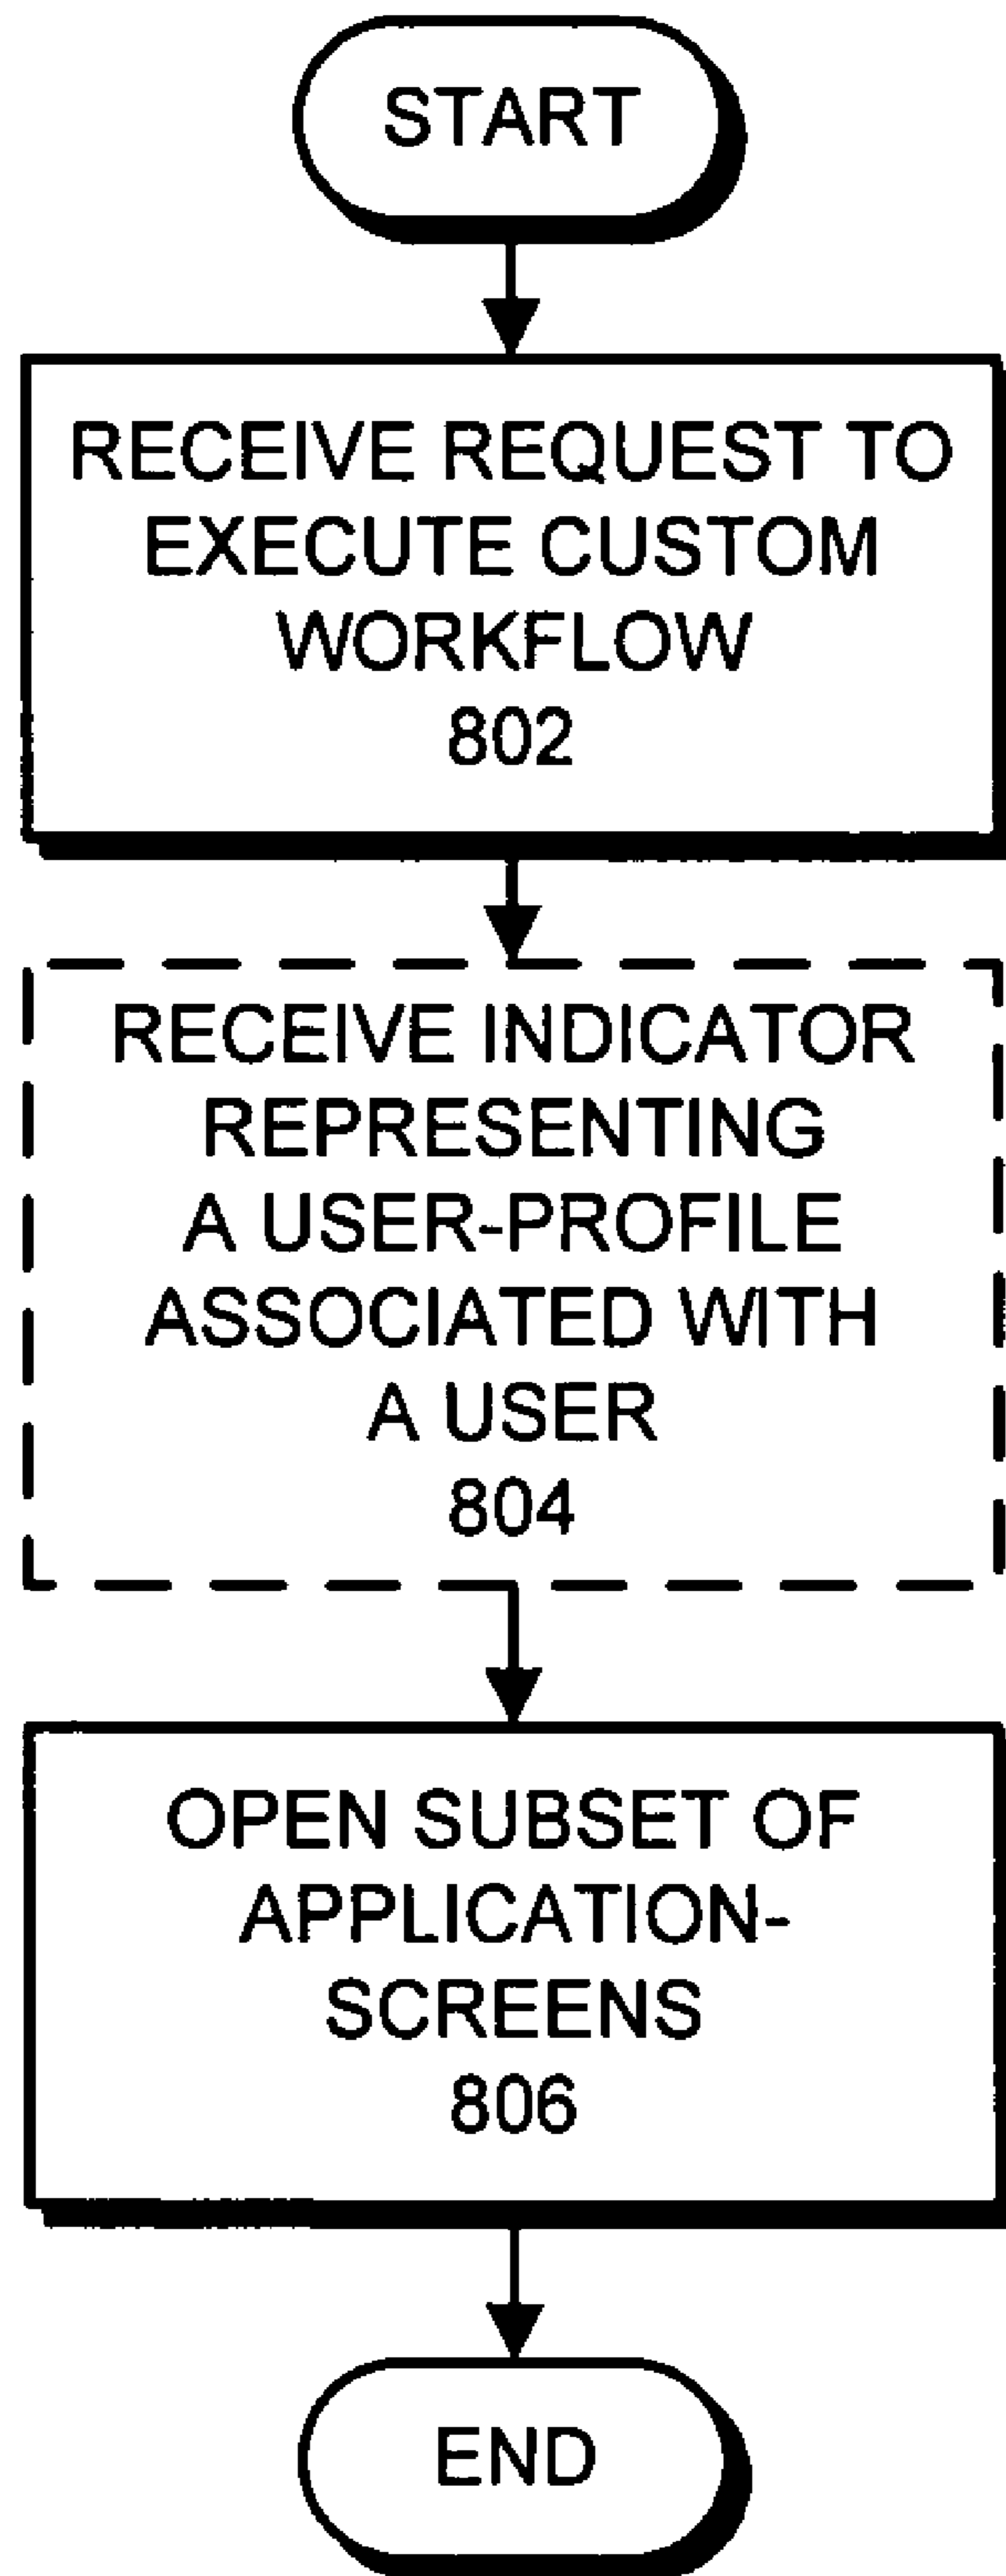 START
RECEIVE REQUEST TO
EXECUTE CUSTOM
WORKFLOW
802
RECEIVE INDICATOR
REPRESENTING
A USER-PROFILE
ASSOCIATED WITH
A USER
804
OPEN SUBSET OF
APPLICATION-
SCREENS
806
END